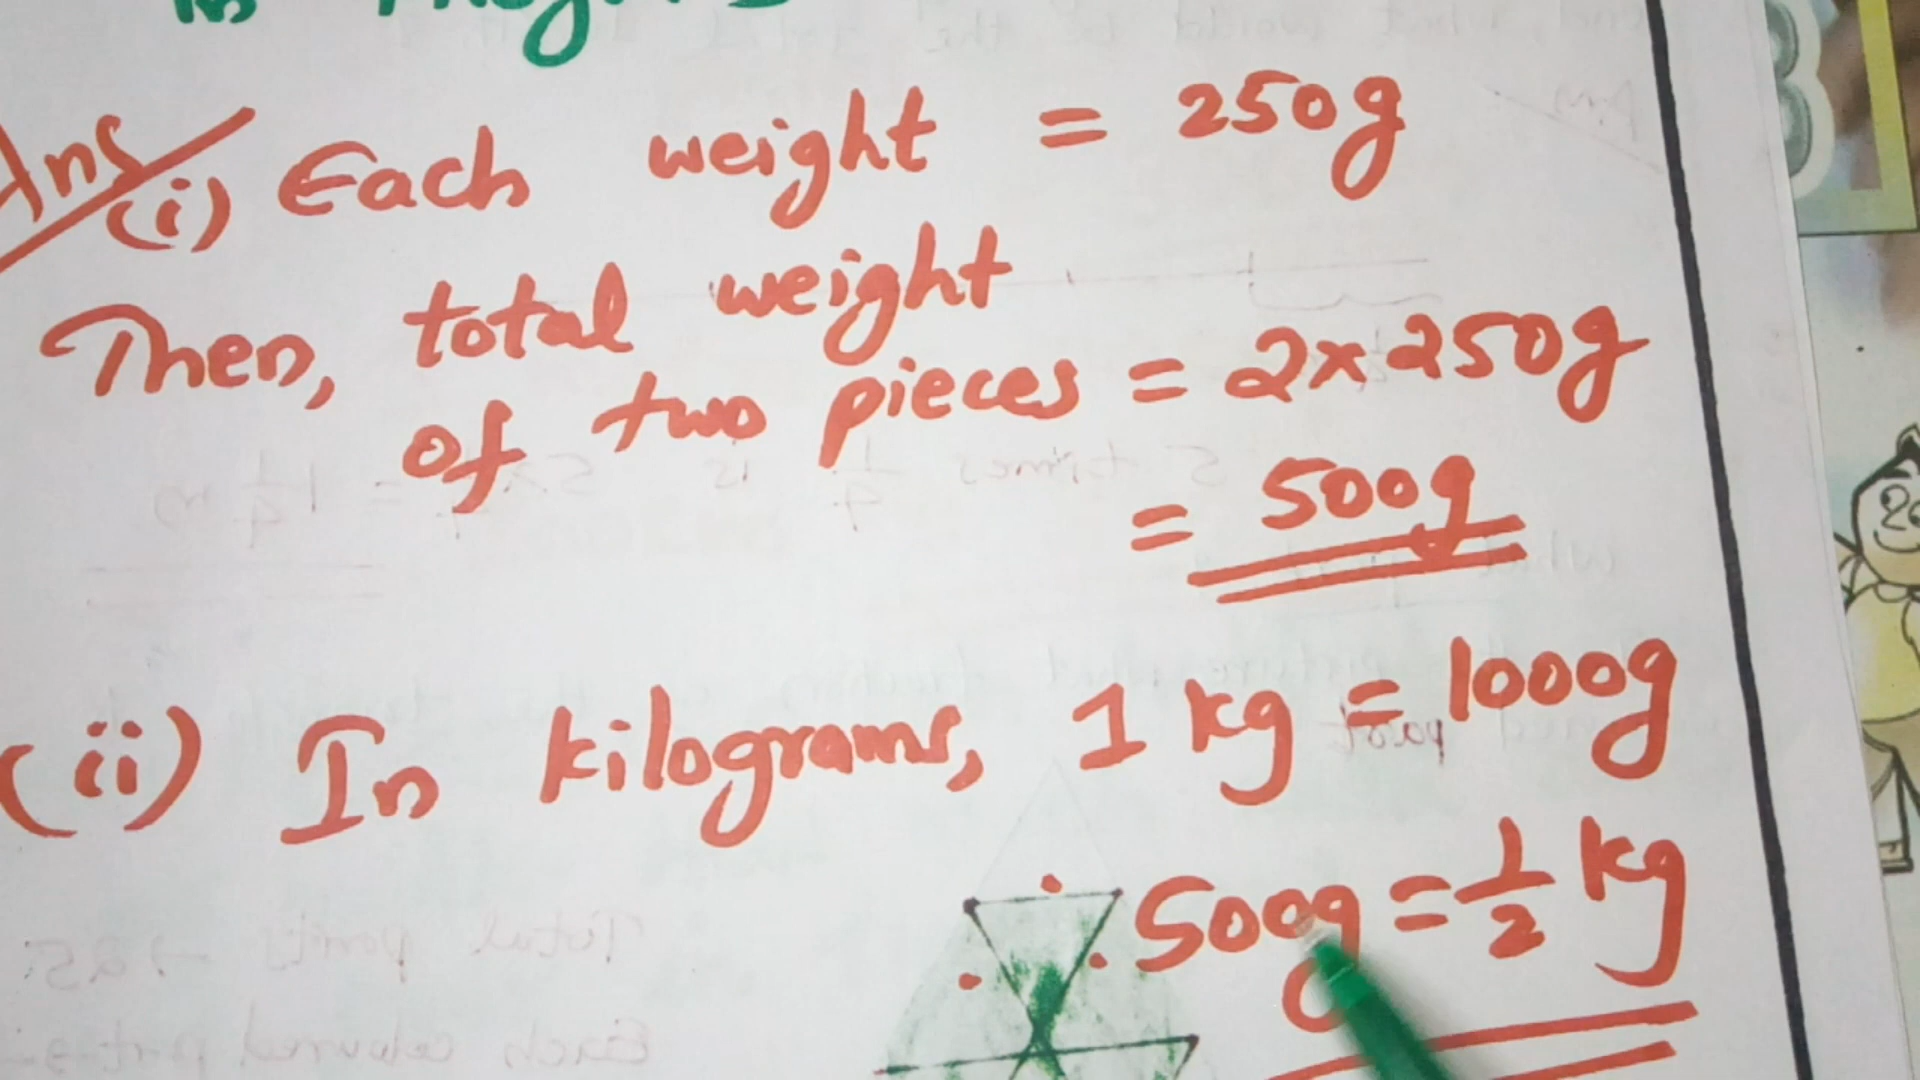 Ans (i) Each weight = 250g
Then, total weight
of two pieces = 2×250g
= 500g
(ii) In kilograms, 1 kg = 1000g
∴ 500g = 1/2 kg